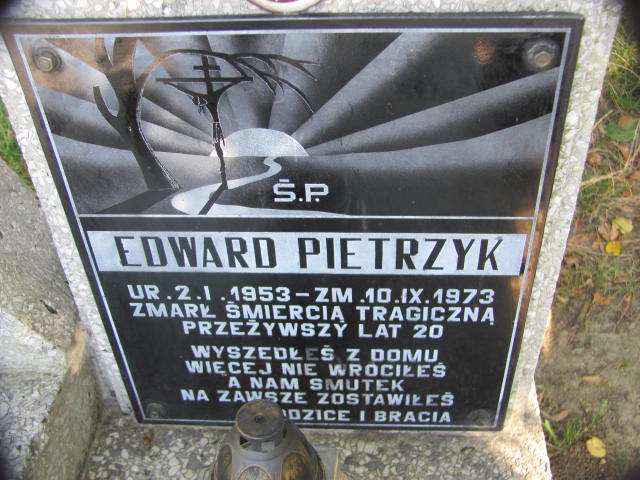 Ś.P.
EDWARD PIETRZYK
UR.2.I.1953-ZM.10.IX.1973
ZMARŁ ŚMIERCIĄ TRAGICZNĄ
PRZEŻYWSZY LAT 20
WYSZEDŁEŚ Z DOMU
WIĘCEJ NIE WRÓCIŁEŚ
A NAM SMUTEK
NA ZAWSZE ZOSTAWIŁEŚ
I BRACIA